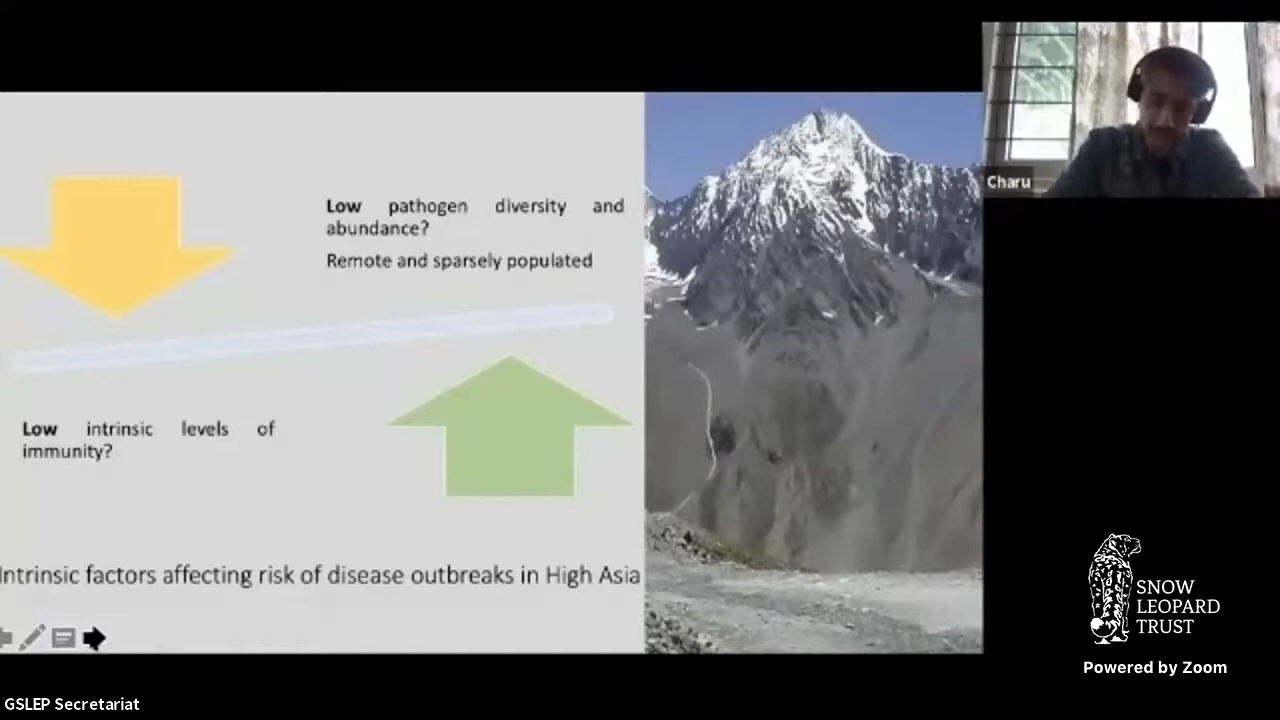 Low pathogen diversity and
abundance?
Remote and sparsely populated
Low intrinsic levels of
immunity?
Intrinsic factors affecting risk of disease outbreaks in High Asia
Charu
SNOW
LEOPARD
TRUST
Powered by Zoom
GSLEP Secretariat